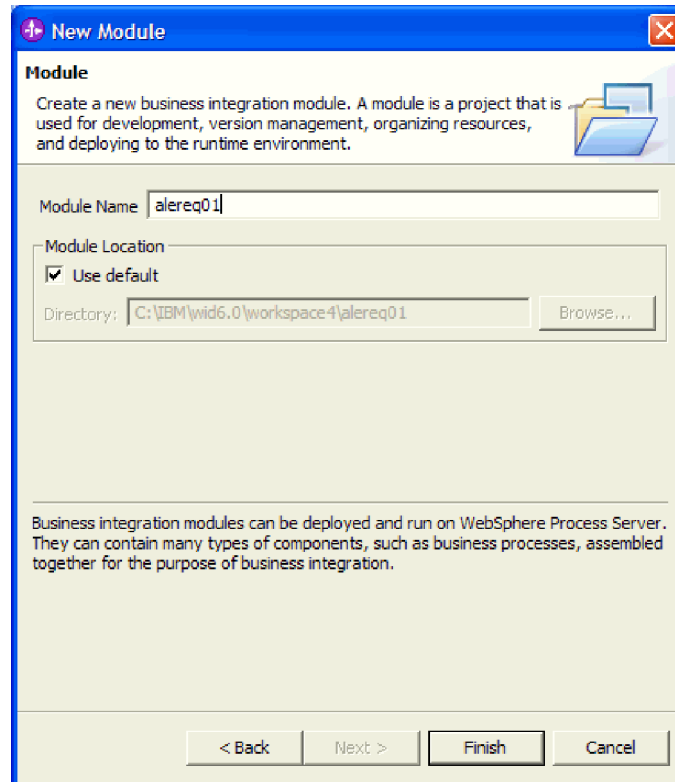 New Module
Module
Create a new business integration module. A module is a project that is
used for development, version management, organizing resources,
and deploying to the runtime environment.
Module Name alereq01
Module Location
Use default
Directory: C:\IBM\wid6.0\workspace4\alereq01 Browse...
Business integration modules can be deployed and run on WebSphere Process Server.
They can contain many types of components, such as business processes, assembled
together for the purpose of business integration.
< Back Next > Finish Cancel